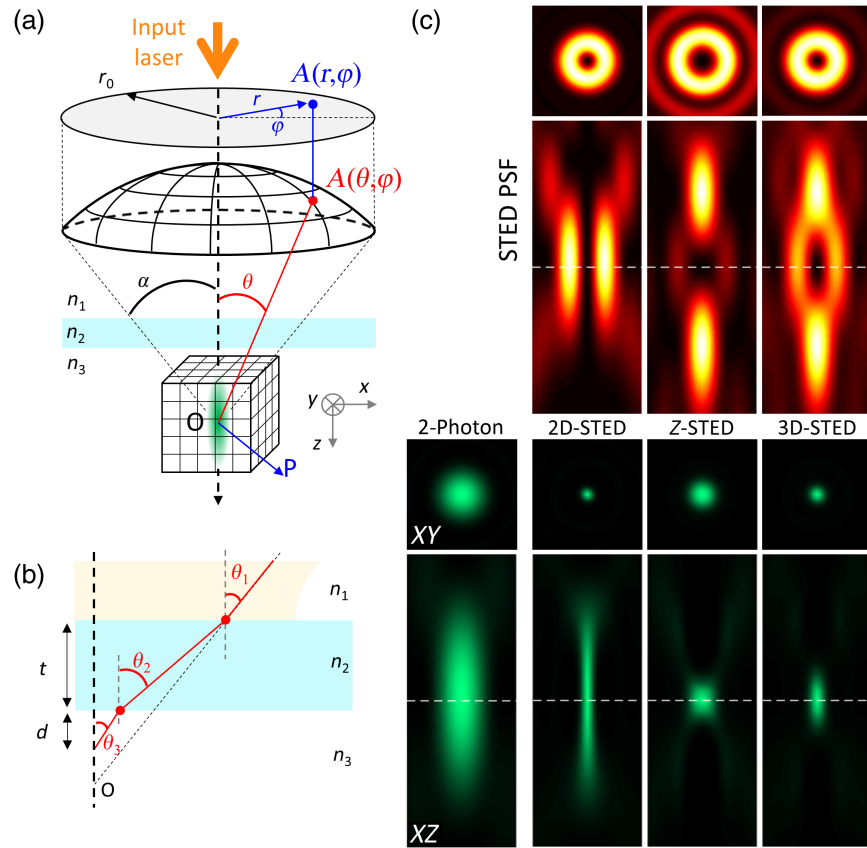 (a)
Input
laser
r₀
A(r,φ)
r
φ
A(θ,φ)
α
θ
n₁
n₂
n₃
O
P
y
x
z
(b)
θ₁
n₁
t
θ₂
n₂
d
θ₃
n₃
O
(c)
STED PSF
2-Photon
2D-STED
Z-STED
3D-STED
XY
XZ